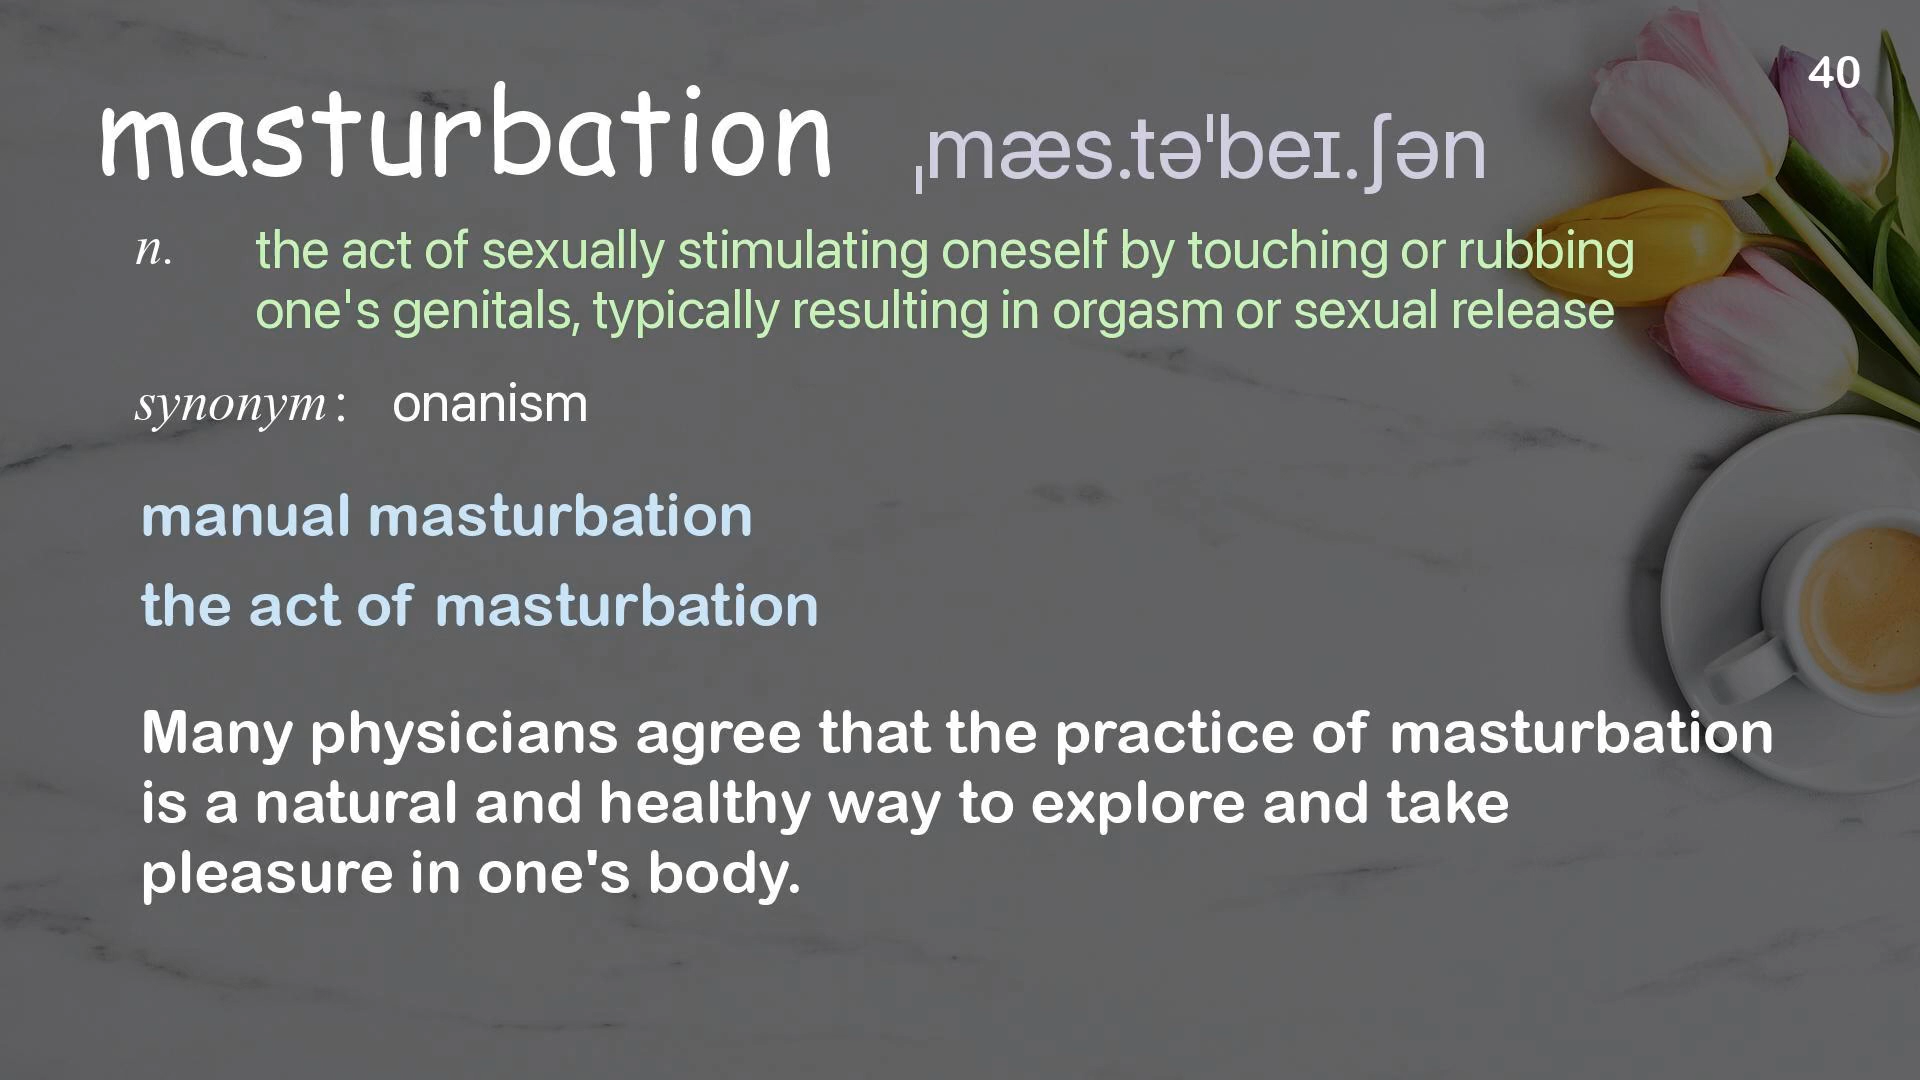 40
masturbation ˌmæs.təˈbeɪ.ʃən
n. the act of sexually stimulating oneself by touching or rubbing
one's genitals, typically resulting in orgasm or sexual release
synonym: onanism
manual masturbation
the act of masturbation
Many physicians agree that the practice of masturbation
is a natural and healthy way to explore and take
pleasure in one's body.